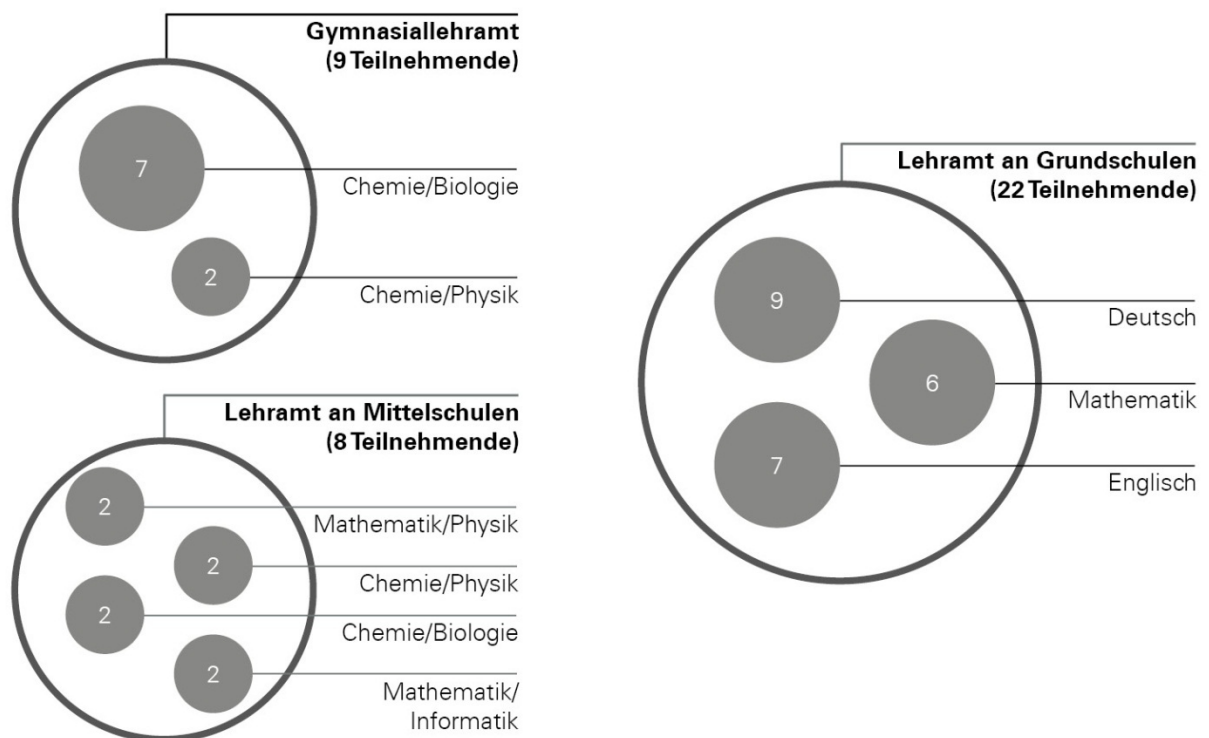 Gymnasiallehramt
(9 Teilnehmende)
7
Chemie/Biologie
2
Chemie/Physik
Lehramt an Mittelschulen
(8 Teilnehmende)
2
Mathematik/Physik
2
Chemie/Physik
2
Chemie/Biologie
2
Mathematik/
Informatik
Lehramt an Grundschulen
(22 Teilnehmende)
9
Deutsch
6
Mathematik
7
Englisch